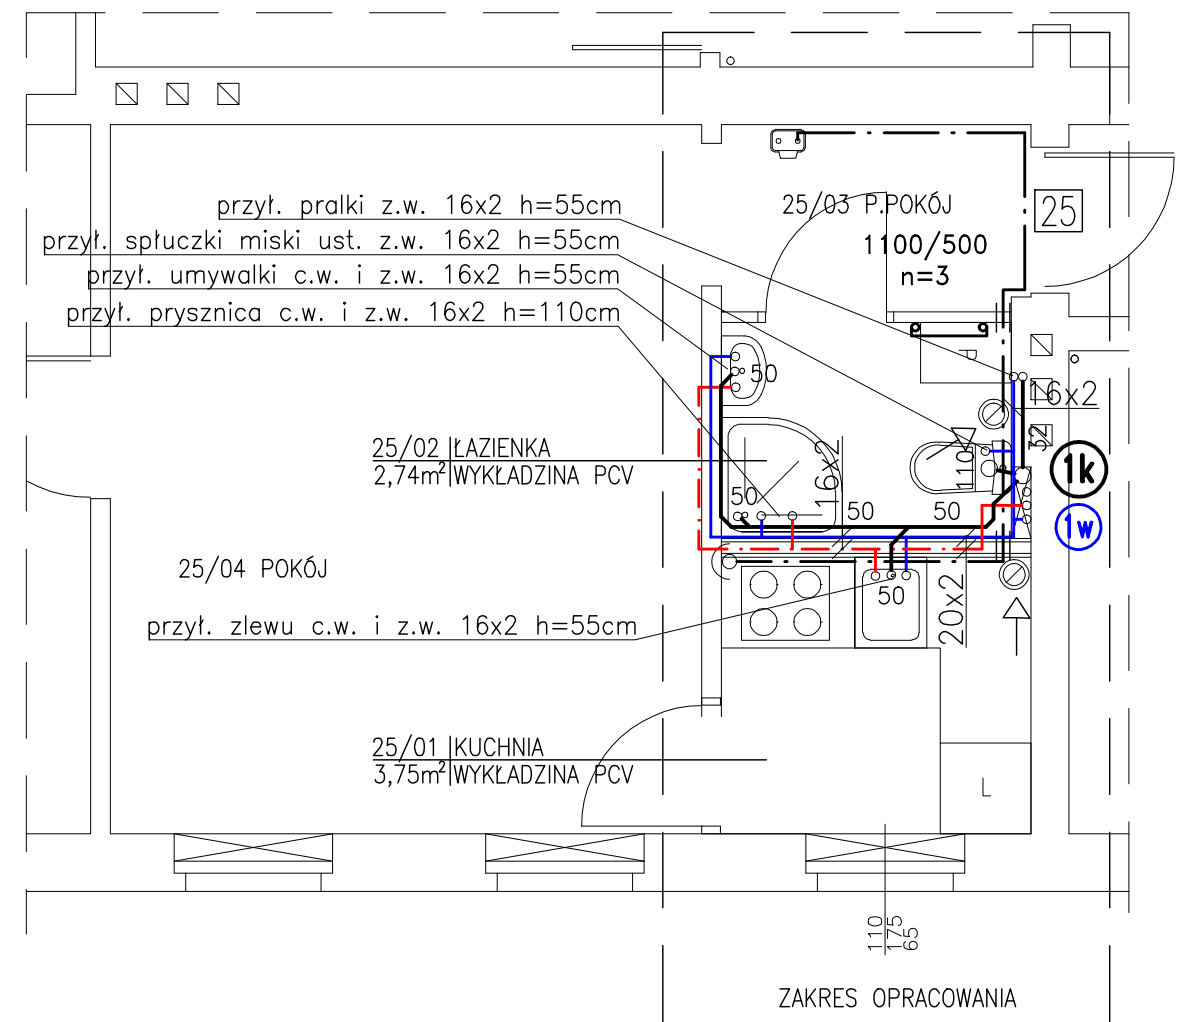 25/03 P.POKÓJ
25
1100/500
n=3
przył. pralki z.w. 16x2 h=55cm
przył. spłuczki miski ust. z.w. 16x2 h=55cm
przył. umywalki c.w. i z.w. 16x2 h=55cm
przył. prysznica c.w. i z.w. 16x2 h=110cm
P
50
16x2
32
25/02 ŁAZIENKA
2,74m² WYKŁADZINA PCV
16x2
110
1k
50
50
50
1w
25/04 POKÓJ
50
20x2
przył. zlewu c.w. i z.w. 16x2 h=55cm
25/01 KUCHNIA
3,75m² WYKŁADZINA PCV
L
110
175
65
ZAKRES OPRACOWANIA